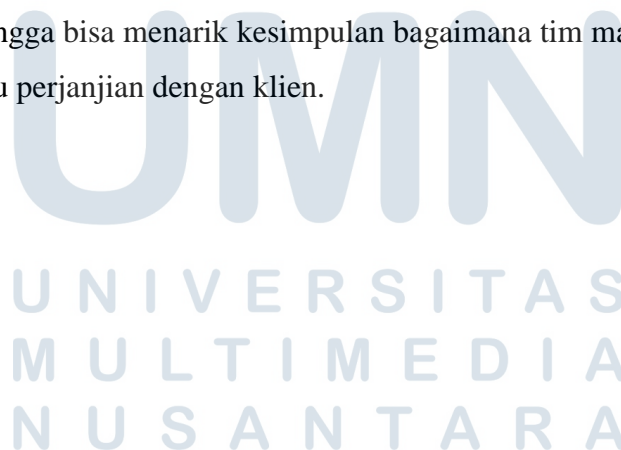 ngga bisa menarik kesimpulan bagaimana tim ma
u perjanjian dengan klien.
UMN
UNIVERSITAS
MULTIMEDIA
NUSANTARA